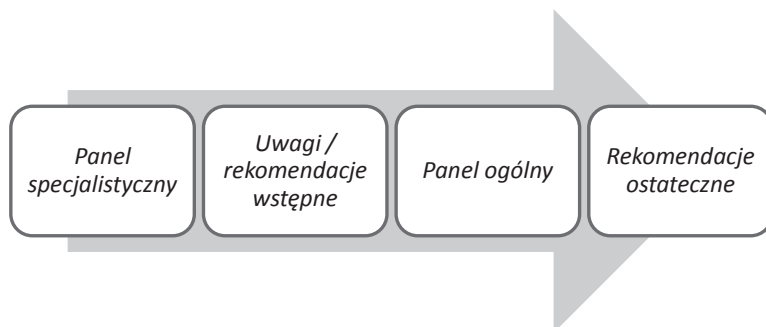 Panel
specjalistyczny
Uwagi /
rekomendacje
wstępne
Panel ogólny
Rekomendacje
ostateczne